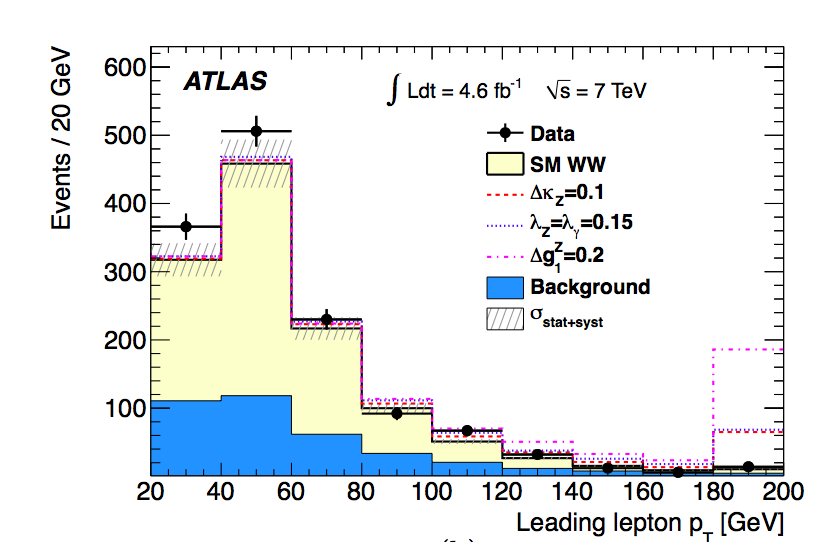 ATLAS
∫ Ldt = 4.6 fb⁻¹ √s = 7 TeV
Data
SM WW
Δκ_Z=0.1
λ_Z=λ_γ=0.15
Δg₁^Z=0.2
Background
σ_stat+syst
Events / 20 GeV
600
500
400
300
200
100
20 40 60 80 100 120 140 160 180 200
Leading lepton p_T [GeV]